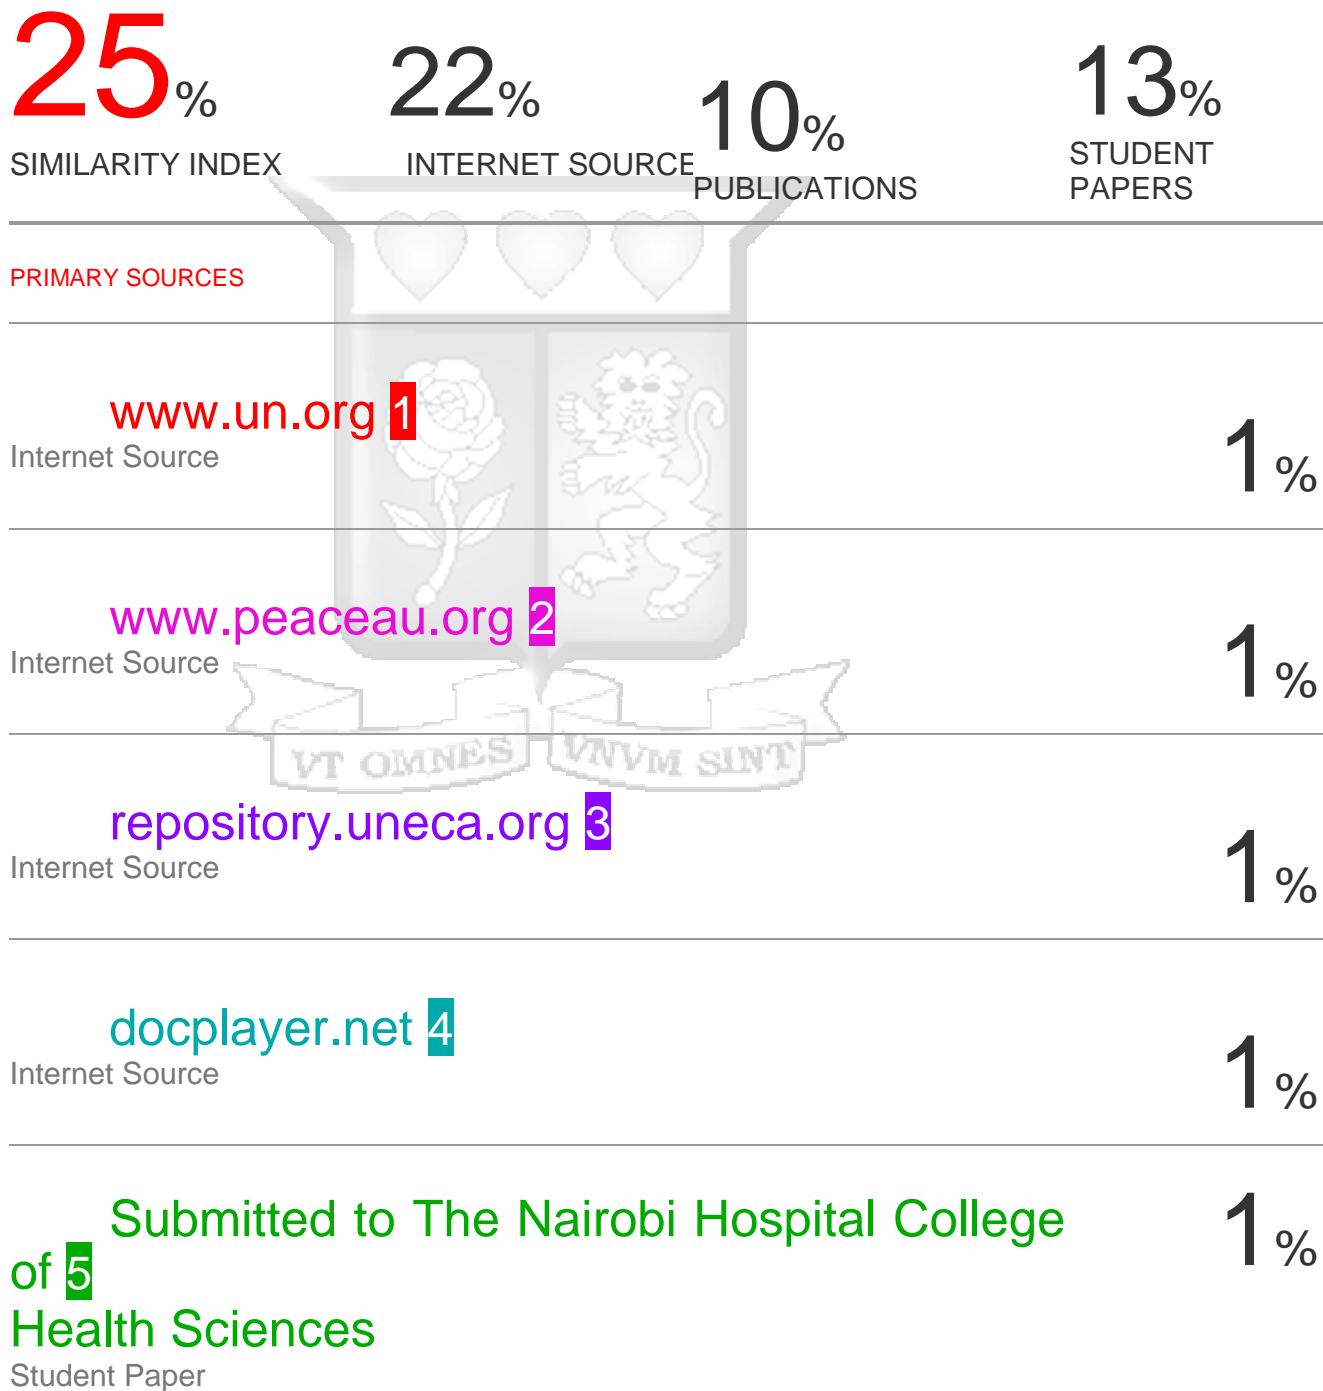 25% 22% 10% 13%
SIMILARITY INDEX INTERNET SOURCE PUBLICATIONS STUDENT PAPERS
PRIMARY SOURCES
www.un.org 1
Internet Source
1%
www.peaceau.org 2
Internet Source
1%
VT OMNES VNVM SINT
repository.uneca.org 3
Internet Source
1%
docplayer.net 4
Internet Source
1%
Submitted to The Nairobi Hospital College
of 5
Health Sciences
Student Paper
1%